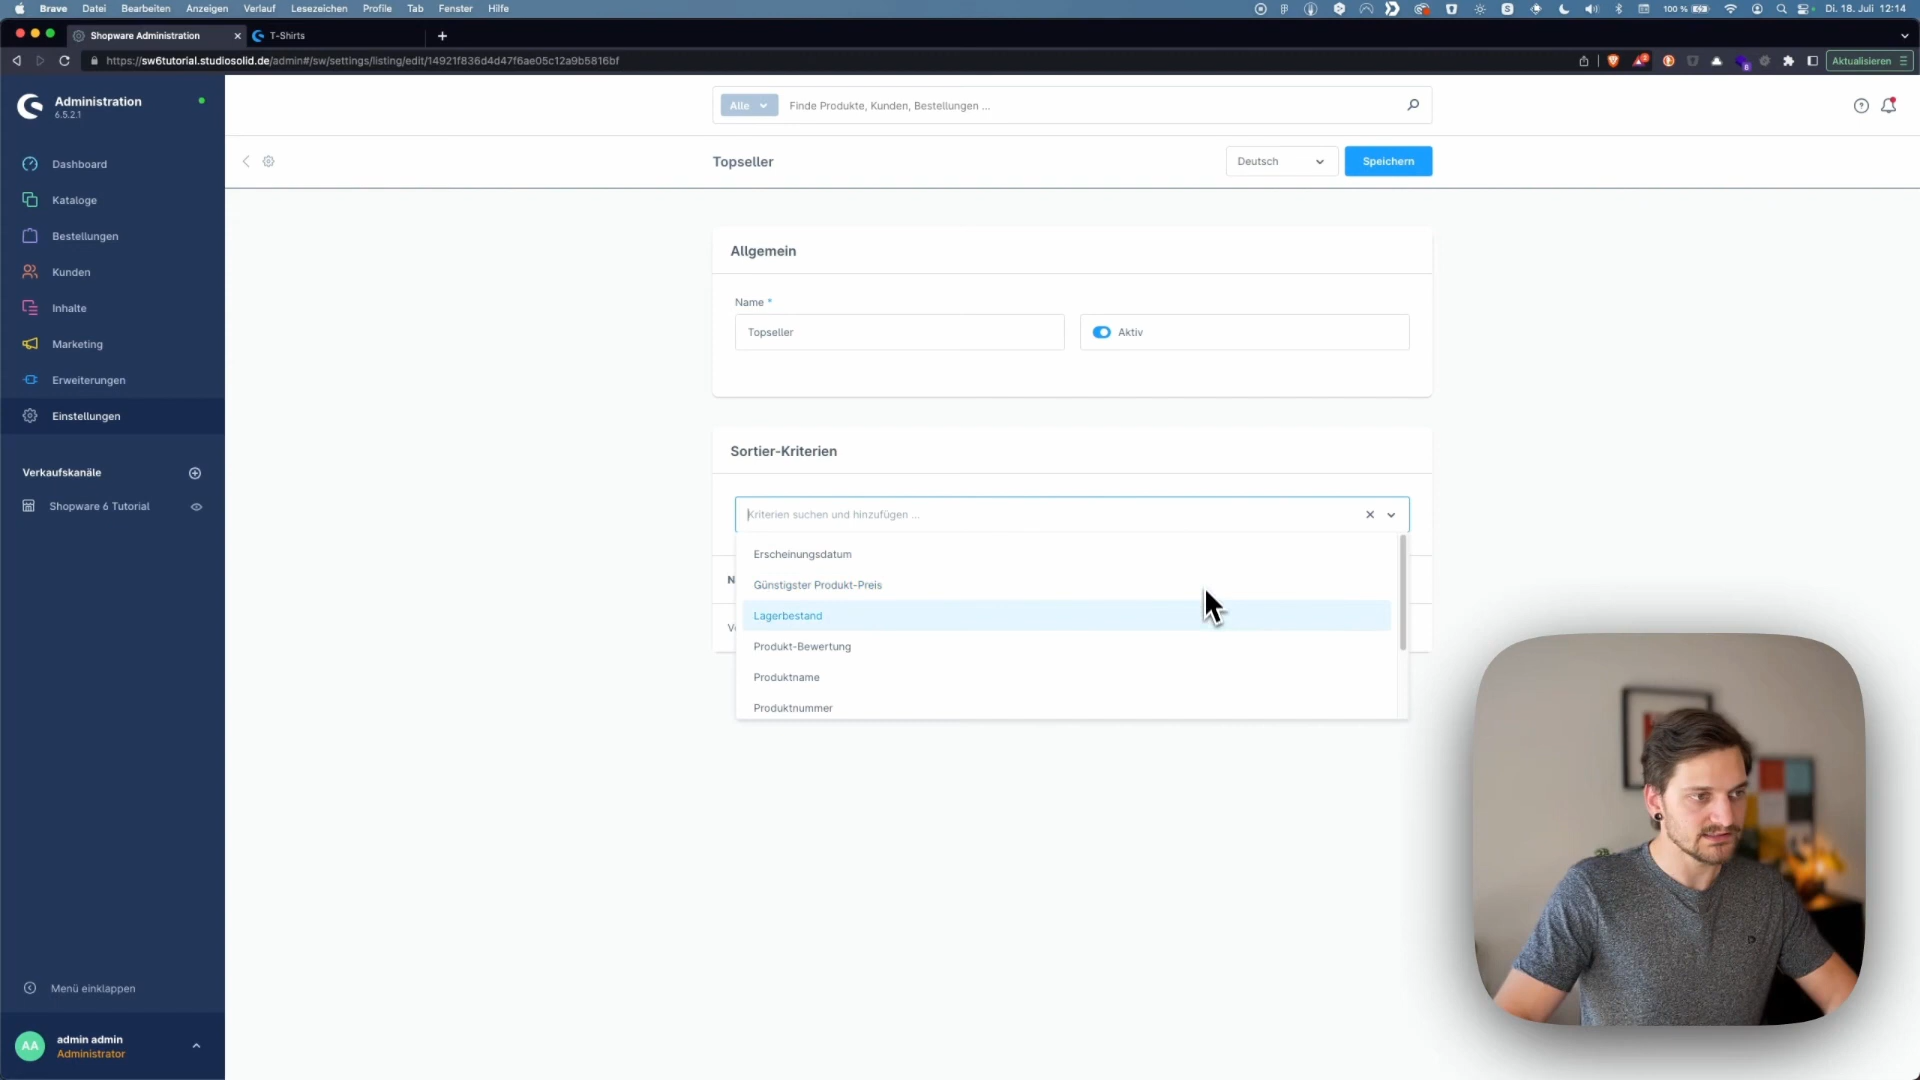 Brave Datei Bearbeiten Anzeigen Verlauf Lesezeichen Profile Tab Fenster Hilfe 100 % Di. 18. Juli 12:14
Shopware Administration T-Shirts
https://sw6tutorial.studiosolid.de/admin#/sw/settings/listing/edit/14921f836d4d47f6ae05c12a9b5816bf Aktualisieren
Administration
6.5.2.1
Alle Finde Produkte, Kunden, Bestellungen ...
Dashboard
Kataloge
Bestellungen
Kunden
Inhalte
Marketing
Erweiterungen
Einstellungen
Verkaufskanäle
Shopware 6 Tutorial
Menü einklappen
AA admin admin
Administrator
Topseller Deutsch Speichern
Allgemein
Name *
Topseller Aktiv
Sortier-Kriterien
Kriterien suchen und hinzufügen ...
Erscheinungsdatum
Günstigster Produkt-Preis
Lagerbestand
Produkt-Bewertung
Produktname
Produktnummer